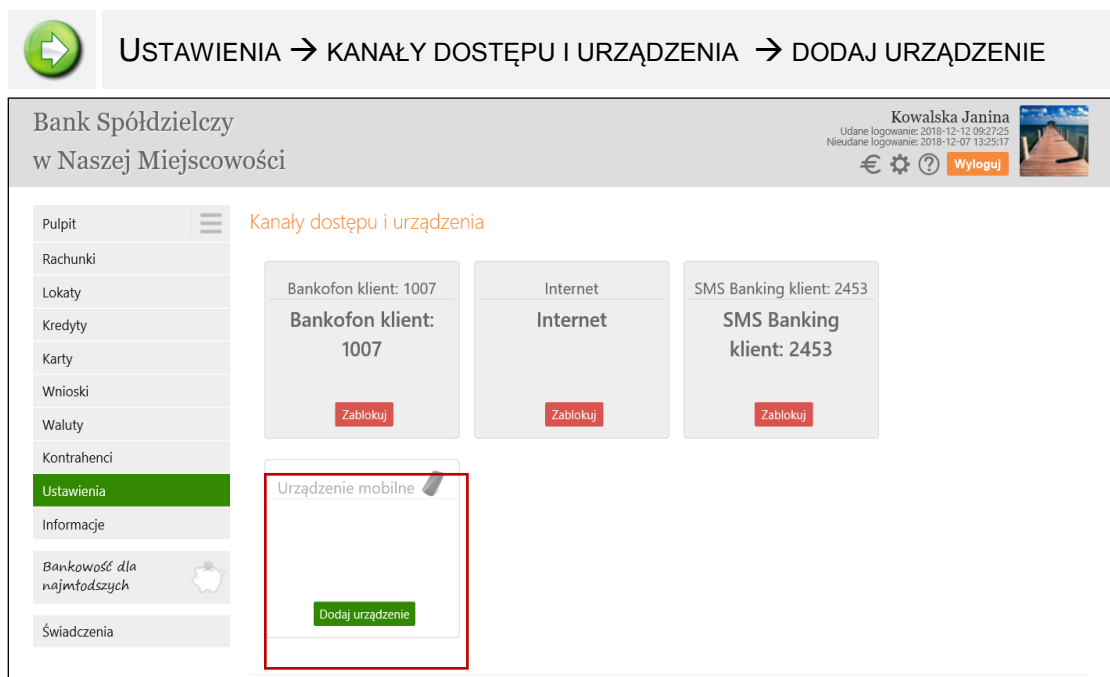 USTAWIENIA → KANAŁY DOSTĘPU I URZĄDZENIA → DODAJ URZĄDZENIE
Bank Spółdzielczy
w Naszej Miejscowości
Kowalska Janina
Udane logowanie: 2018-12-12 09:27:25
Nieudane logowanie: 2018-12-07 13:25:17
Wyloguj
Pulpit
Rachunki
Lokaty
Kredyty
Karty
Wnioski
Waluty
Kontrahenci
Ustawienia
Informacje
Bankowość dla
najmłodszych
Świadczenia
Kanały dostępu i urządzenia
Bankofon klient: 1007
Bankofon klient:
1007
Zablokuj
Internet
Internet
Zablokuj
SMS Banking klient: 2453
SMS Banking
klient: 2453
Zablokuj
Urządzenie mobilne
Dodaj urządzenie